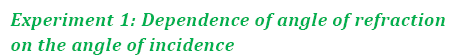 Experiment 1: Dependence of angle of refraction
on the angle of incidence